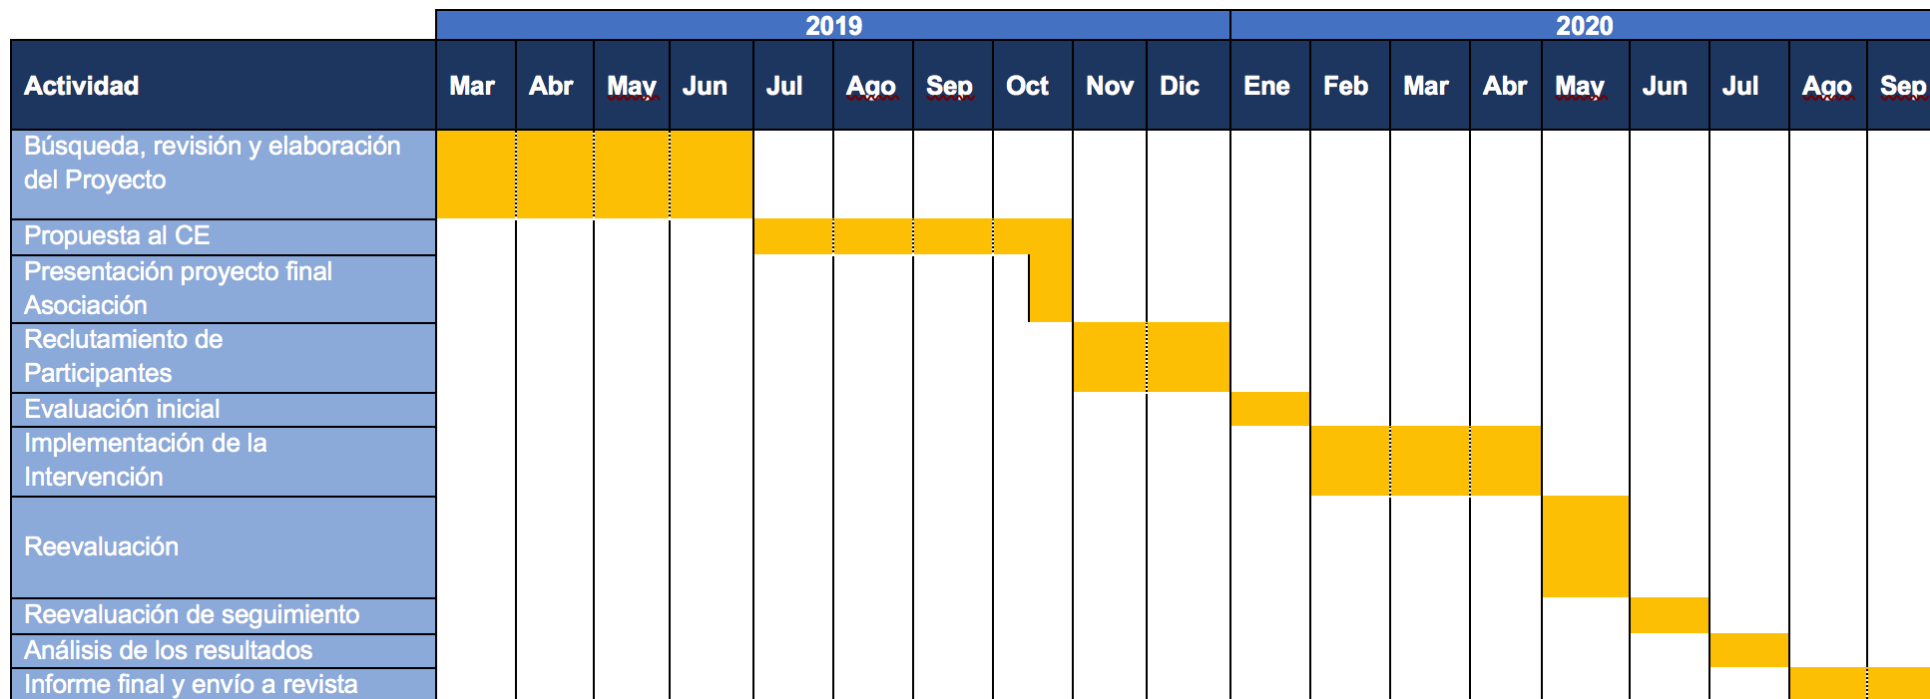 2019 2020
Actividad Mar Abr May Jun Jul Ago Sep Oct Nov Dic Ene Feb Mar Abr May Jun Jul Ago Sep
Búsqueda, revisión y elaboración
del Proyecto
Propuesta al CE
Presentación proyecto final
Asociación
Reclutamiento de
Participantes
Evaluación inicial
Implementación de la
Intervención
Reevaluación
Reevaluación de seguimiento
Análisis de los resultados
Informe final y envío a revista